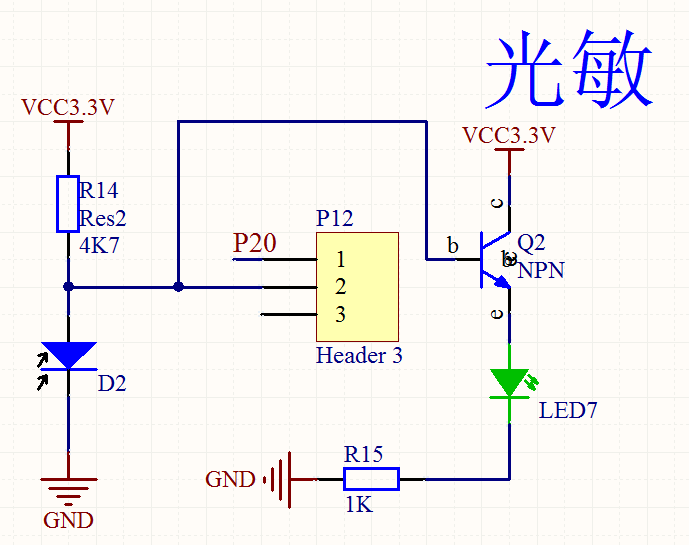 光敏
VCC3.3V
VCC3.3V
R14
Res2
4K7
P12
P20
1
2
3
Header 3
c
b
Q2
NPN
e
D2
LED7
R15
GND
1K
GND